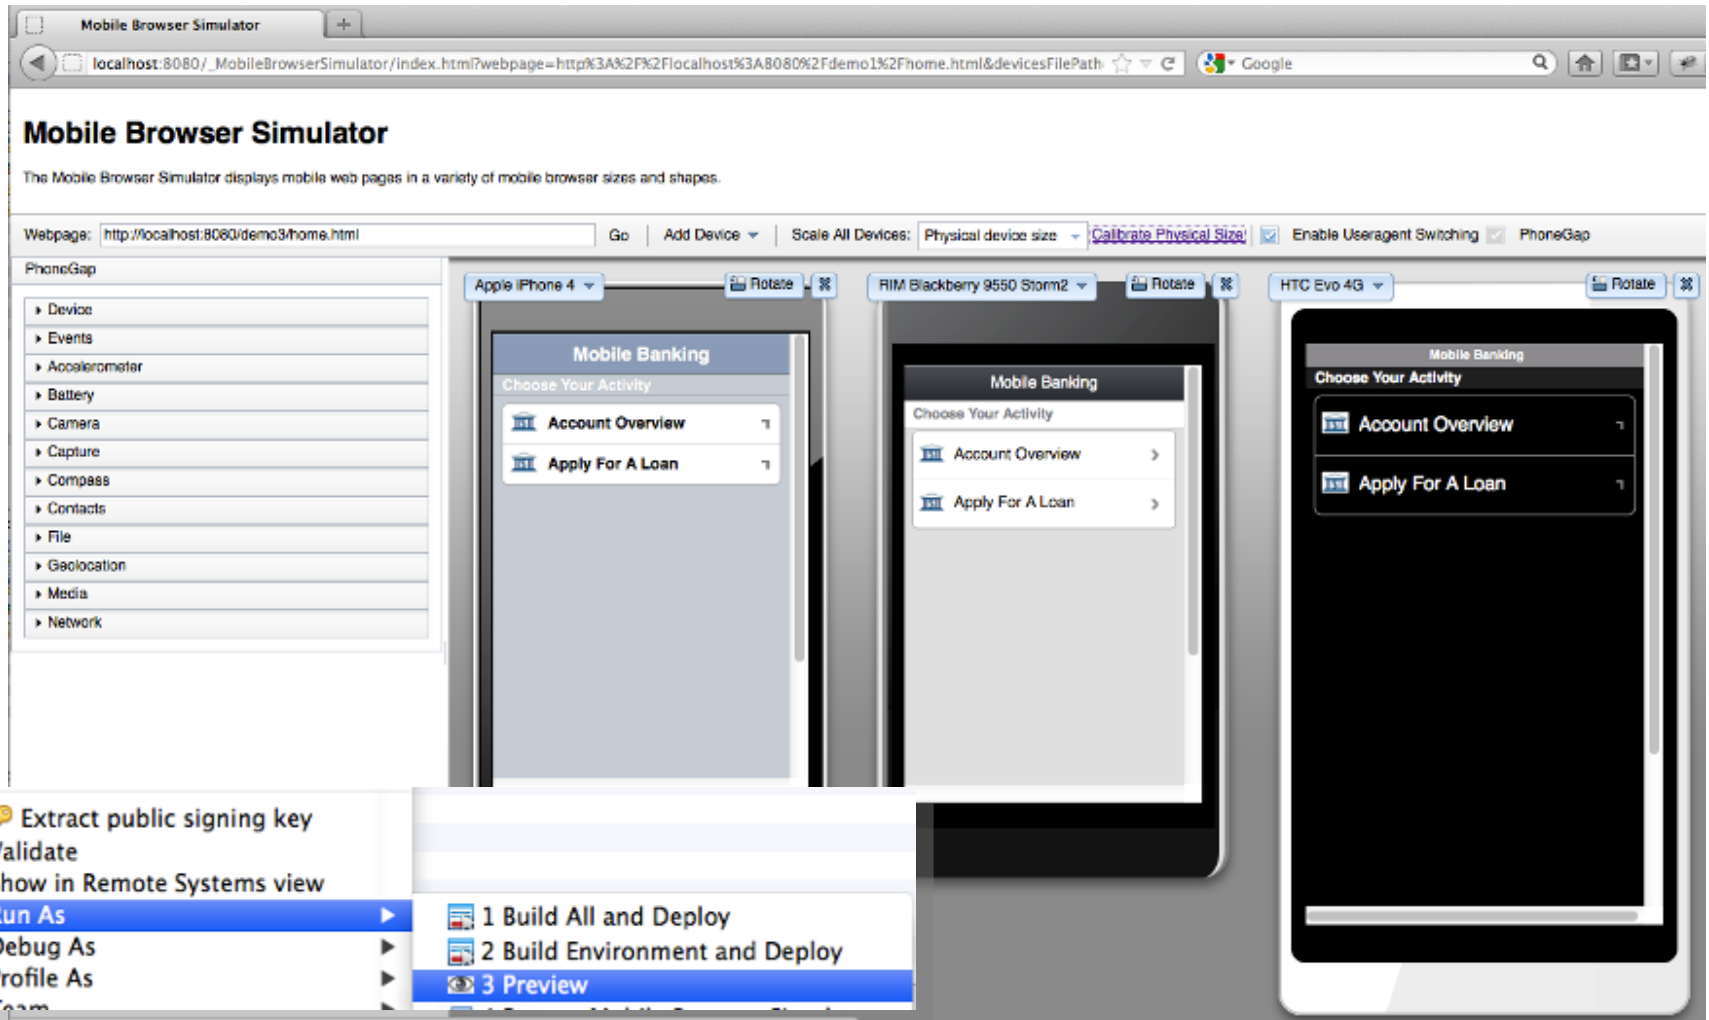 Mobile Browser Simulator
localhost:8080/_MobileBrowserSimulator/index.html?webpage=http%3A%2F%2Flocalhost%3A8080%2Fdemo1%2Fhome.html&devicesFilePath
Google
Mobile Browser Simulator
The Mobile Browser Simulator displays mobile web pages in a variety of mobile browser sizes and shapes.
Webpage: http://localhost:8080/demo3/home.html Go Add Device Scale All Devices: Physical device size Calibrate Physical Size Enable Useragent Switching PhoneGap
PhoneGap
Device
Events
Accelerometer
Battery
Camera
Capture
Compass
Contacts
File
Geolocation
Media
Network
Apple iPhone 4 Rotate
Mobile Banking
Choose Your Activity
Account Overview
Apply For A Loan
RIM Blackberry 9550 Storm2 Rotate
Mobile Banking
Choose Your Activity
Account Overview
Apply For A Loan
HTC Evo 4G Rotate
Mobile Banking
Choose Your Activity
Account Overview
Apply For A Loan
Extract public signing key
Validate
Show in Remote Systems view
Run As
Debug As
Profile As
Team
1 Build All and Deploy
2 Build Environment and Deploy
3 Preview